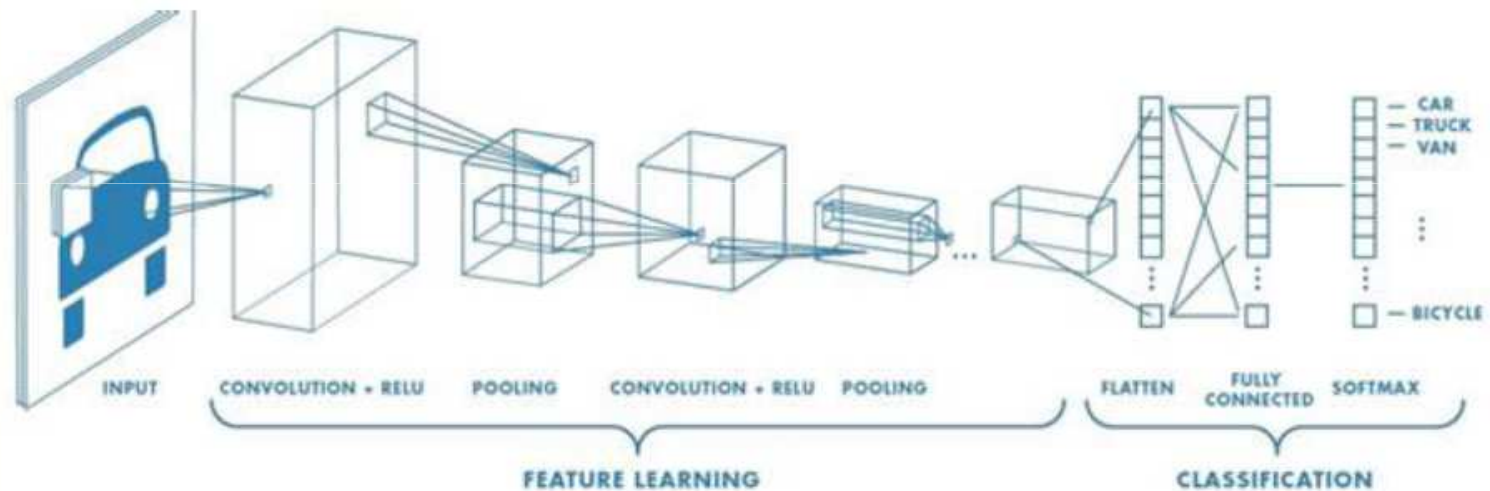 CAR
TRUCK
VAN
BICYCLE
INPUT
CONVOLUTION + RELU
POOLING
CONVOLUTION + RELU
POOLING
FLATTEN
FULLY
CONNECTED
SOFTMAX
FEATURE LEARNING
CLASSIFICATION